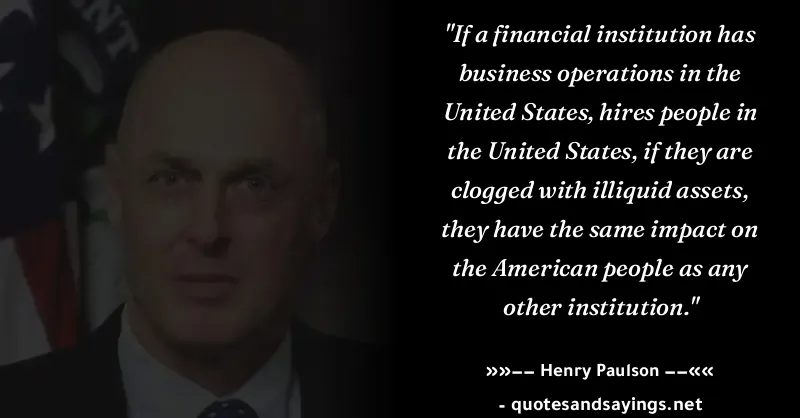 ENT
"If a financial institution has
business operations in the
United States, hires people in
the United States, if they are
clogged with illiquid assets,
they have the same impact on
the American people as any
other institution."
»»−− Henry Paulson −−««
- quotesandsayings.net